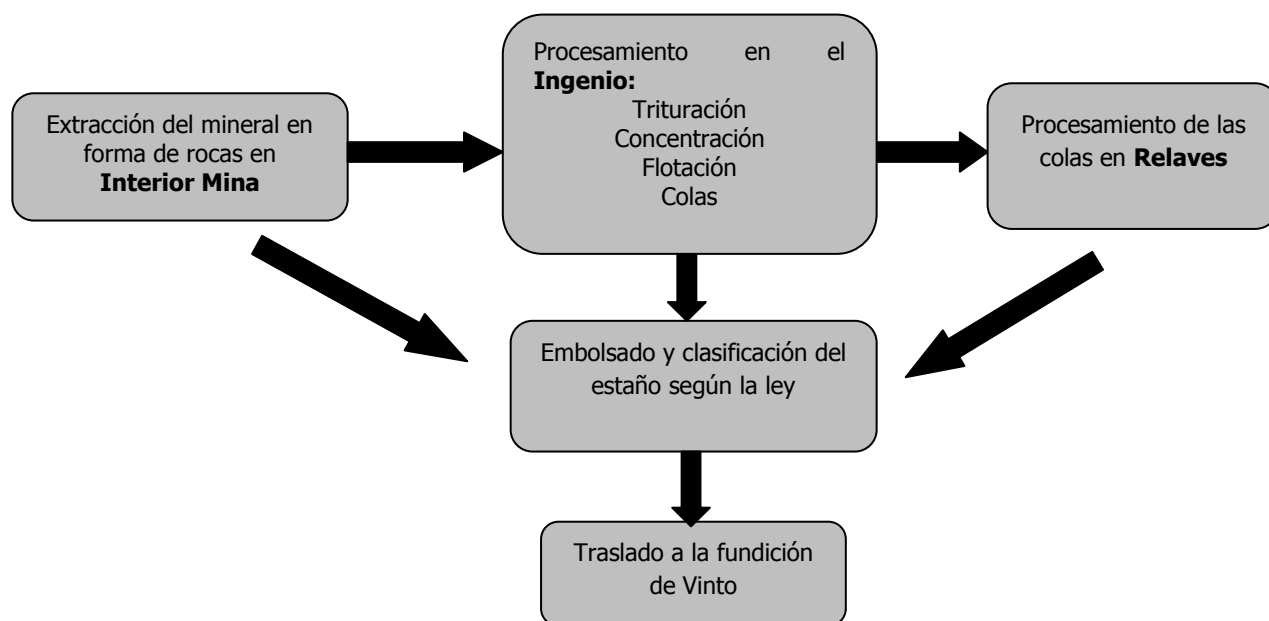 Extracción del mineral en
forma de rocas en
Interior Mina
Procesamiento en el
Ingenio:
Trituración
Concentración
Flotación
Colas
Procesamiento de las
colas en Relaves
Embolsado y clasificación del
estaño según la ley
Traslado a la fundición
de Vinto